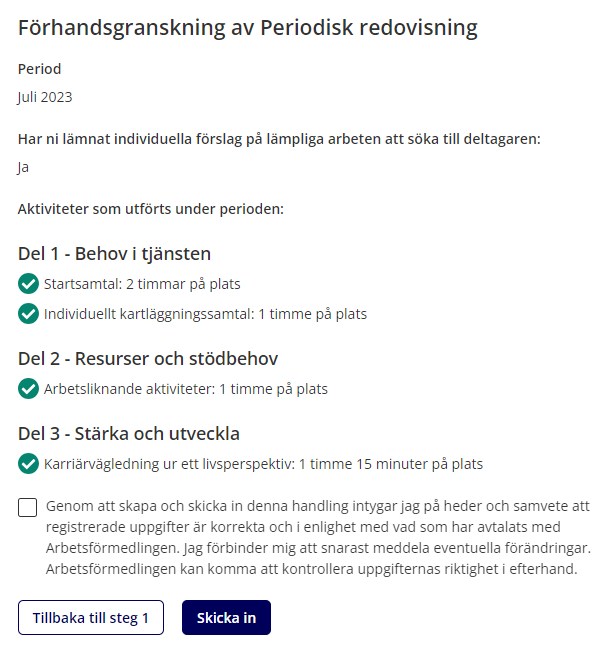 Förhandsgranskning av Periodisk redovisning
Period
Juli 2023
Har ni lämnat individuella förslag på lämpliga arbeten att söka till deltagaren:
Ja
Aktiviteter som utförts under perioden:
Del 1 - Behov i tjänsten
Startsamtal: 2 timmar på plats
Individuellt kartläggningssamtal: 1 timme på plats
Del 2 - Resurser och stödbehov
Arbetsliknande aktiviteter: 1 timme på plats
Del 3 - Stärka och utveckla
Karriärvägledning ur ett livsperspektiv: 1 timme 15 minuter på plats
Genom att skapa och skicka in denna handling intygar jag på heder och samvete att
registrerade uppgifter är korrekta och i enlighet med vad som har avtalats med
Arbetsförmedlingen. Jag förbinder mig att snarast meddela eventuella förändringar.
Arbetsförmedlingen kan komma att kontrollera uppgifternas riktighet i efterhand.
Tillbaka till steg 1
Skicka in